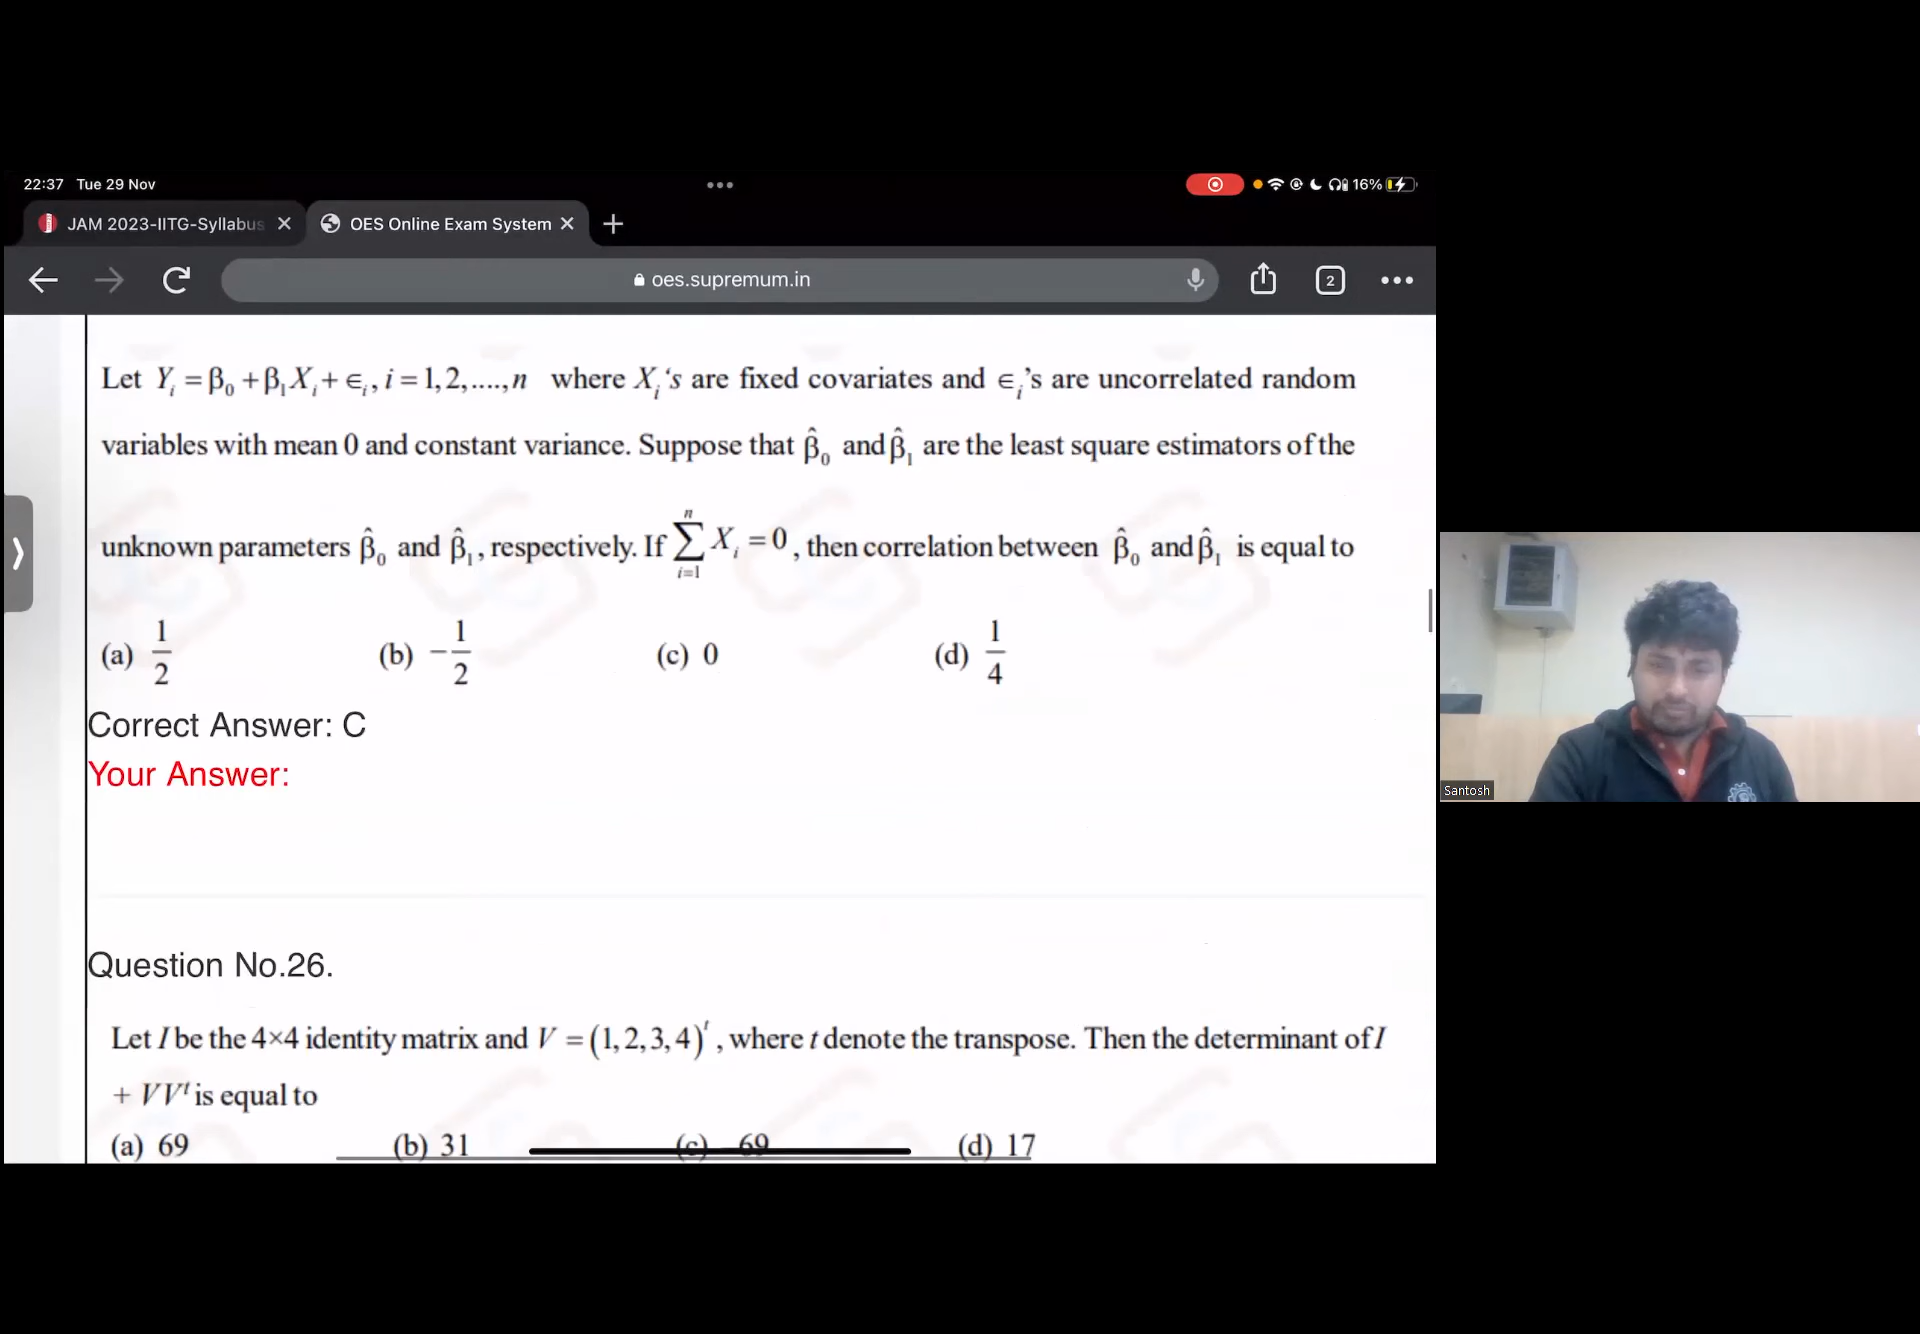 22:37 Tue 29 Nov
16%
JAM 2023-IITG-Syllabus
OES Online Exam System
oes.supremum.in
2
Let Y_i = β_0 + β_1 X_i + ∈_i, i = 1, 2, ...., n where X_i 's are fixed covariates and ∈_i's are uncorrelated random
variables with mean 0 and constant variance. Suppose that β̂_0 and β̂_1 are the least square estimators of the
unknown parameters β̂_0 and β̂_1, respectively. If ∑_{i=1}^{n} X_i = 0, then correlation between β̂_0 and β̂_1 is equal to
(a) 1/2 (b) -1/2 (c) 0 (d) 1/4
Correct Answer: C
Your Answer:
Santosh
Question No.26.
Let I be the 4×4 identity matrix and V = (1, 2, 3, 4)^t, where t denote the transpose. Then the determinant of I
+ VV^t is equal to
(a) 69 (b) 31 (c) -69 (d) 17